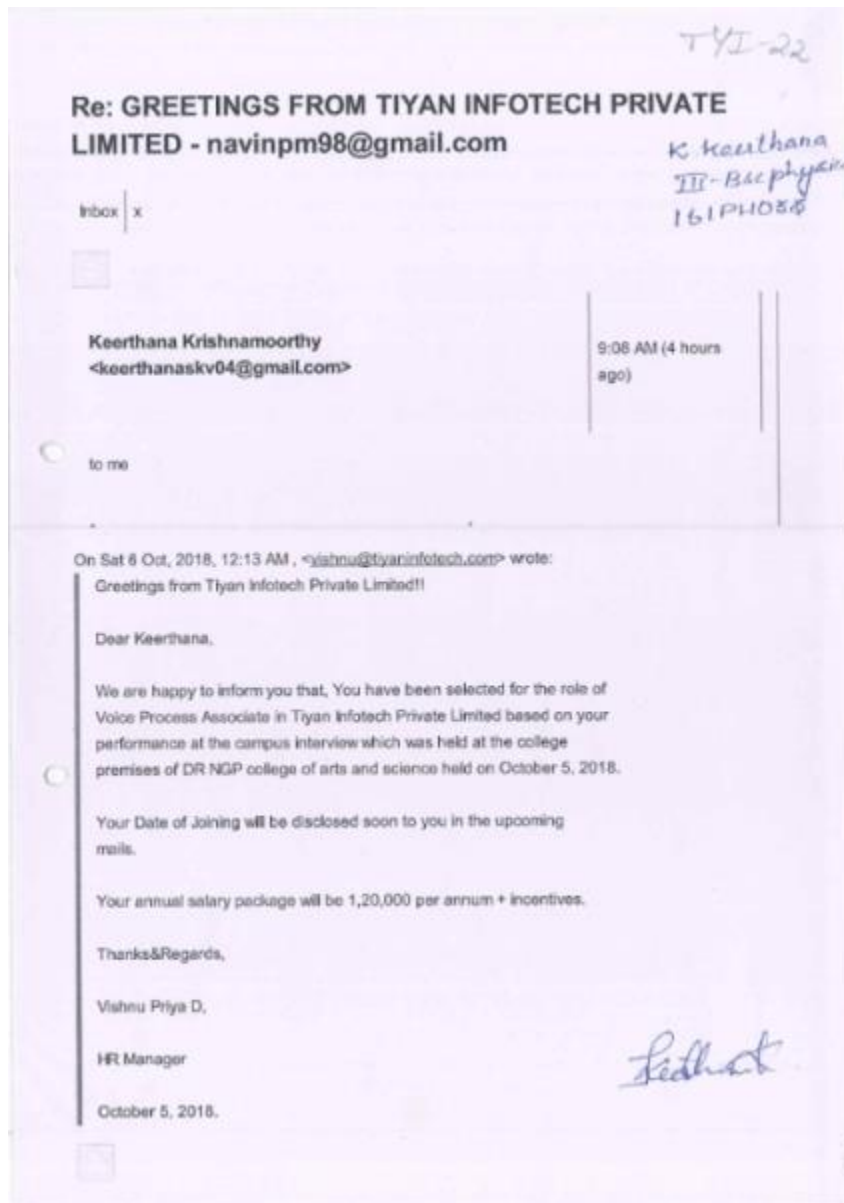 TYI-22
Re: GREETINGS FROM TIYAN INFOTECH PRIVATE
LIMITED - navinpm98@gmail.com
K Keerthana
III-BSc physics
Inbox x
Keerthana Krishnamoorthy
<keerthanaskv04@gmail.com>
9:08 AM (4 hours
ago)
to me
On Sat 6 Oct, 2018, 12:13 AM , <vishnu@tiyaninfotech.com> wrote:
Greetings from Tiyan Infotech Private Limited!!
Dear Keerthana,
We are happy to inform you that, You have been selected for the role of
Voice Process Associate in Tiyan Infotech Private Limited based on your
performance at the campus interview which was held at the college
premises of DR NGP college of arts and science held on October 5, 2018.
Your Date of Joining will be disclosed soon to you in the upcoming
mails.
Your annual salary package will be 1,20,000 per annum + incentives.
Thanks&Regards,
Vishnu Priya D,
HR Manager
October 5, 2018.